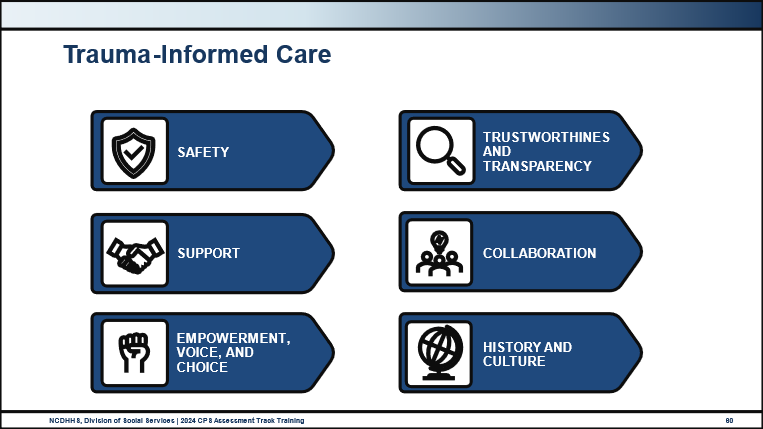 Trauma-Informed Care
SAFETY
TRUSTWORTHINES
AND
TRANSPARENCY
SUPPORT
COLLABORATION
EMPOWERMENT,
VOICE, AND
CHOICE
HISTORY AND
CULTURE
NCDHHS, Division of Social Services | 2024 CPS Assessment Track Training
60